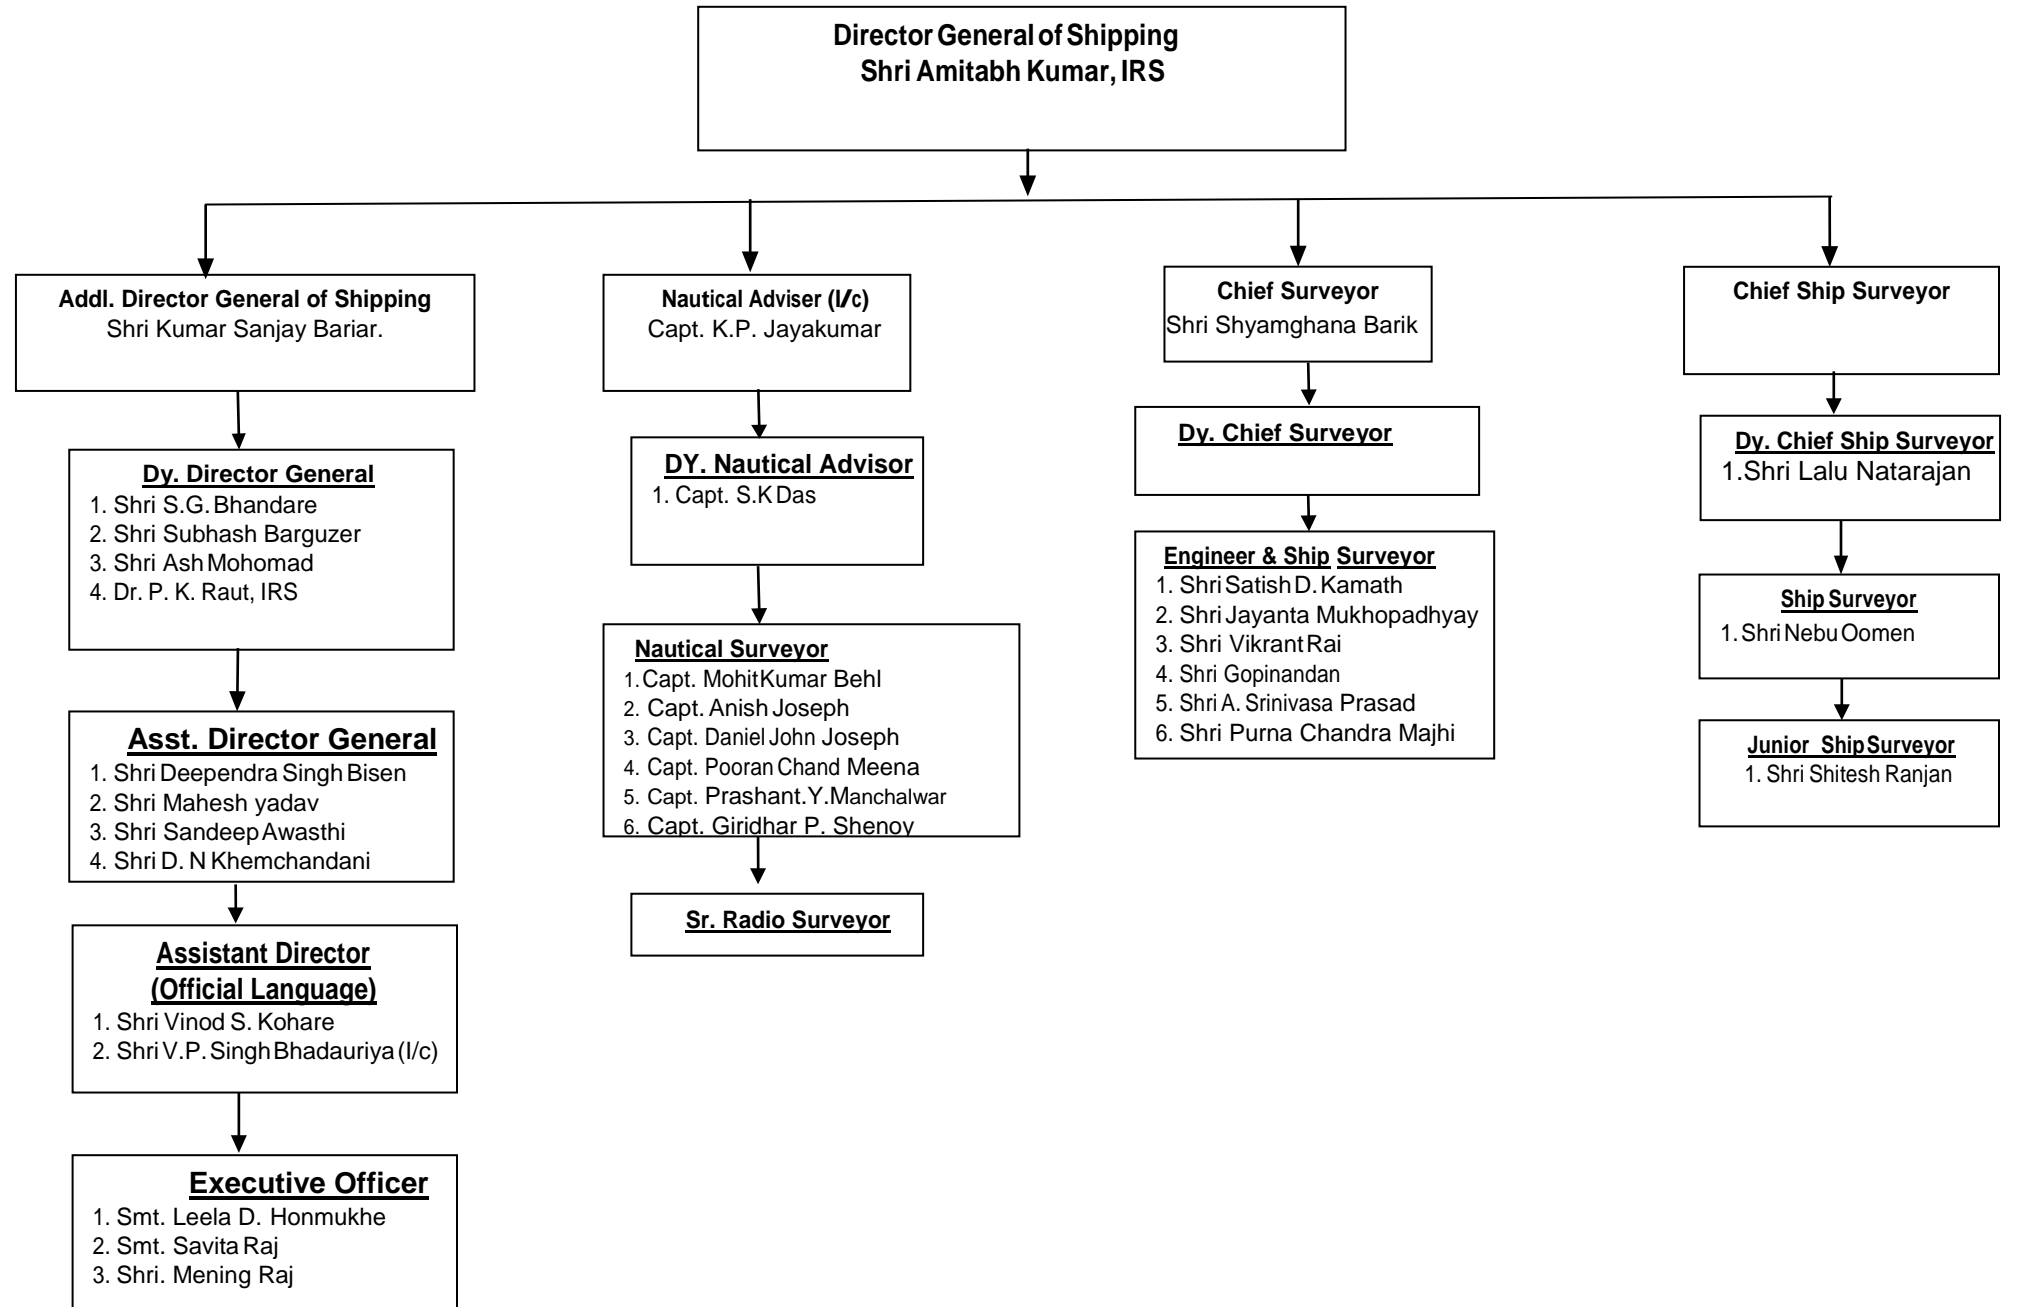 Director General of Shipping
Shri Amitabh Kumar, IRS
Addl. Director General of Shipping
Shri Kumar Sanjay Bariar.
Dy. Director General
1. Shri S.G. Bhandare
2. Shri Subhash Barguzer
3. Shri Ash Mohomad
4. Dr. P. K. Raut, IRS
Asst. Director General
1. Shri Deependra Singh Bisen
2. Shri Mahesh yadav
3. Shri Sandeep Awasthi
4. Shri D. N Khemchandani
Assistant Director
(Official Language)
1. Shri Vinod S. Kohare
2. Shri V.P. Singh Bhadauriya (I/c)
Executive Officer
1. Smt. Leela D. Honmukhe
2. Smt. Savita Raj
3. Shri. Mening Raj
Nautical Adviser (I/c)
Capt. K.P. Jayakumar
DY. Nautical Advisor
1. Capt. S.K Das
Nautical Surveyor
1. Capt. Mohit Kumar Behl
2. Capt. Anish Joseph
3. Capt. Daniel John Joseph
4. Capt. Pooran Chand Meena
5. Capt. Prashant.Y.Manchalwar
6. Capt. Giridhar P. Shenoy
Sr. Radio Surveyor
Chief Surveyor
Shri Shyamghana Barik
Dy. Chief Surveyor
Engineer & Ship Surveyor
1. Shri Satish D. Kamath
2. Shri Jayanta Mukhopadhyay
3. Shri Vikrant Rai
4. Shri Gopinandan
5. Shri A. Srinivasa Prasad
6. Shri Purna Chandra Majhi
Chief Ship Surveyor
Dy. Chief Ship Surveyor
1.Shri Lalu Natarajan
Ship Surveyor
1. Shri Nebu Oomen
Junior Ship Surveyor
1. Shri Shitesh Ranjan